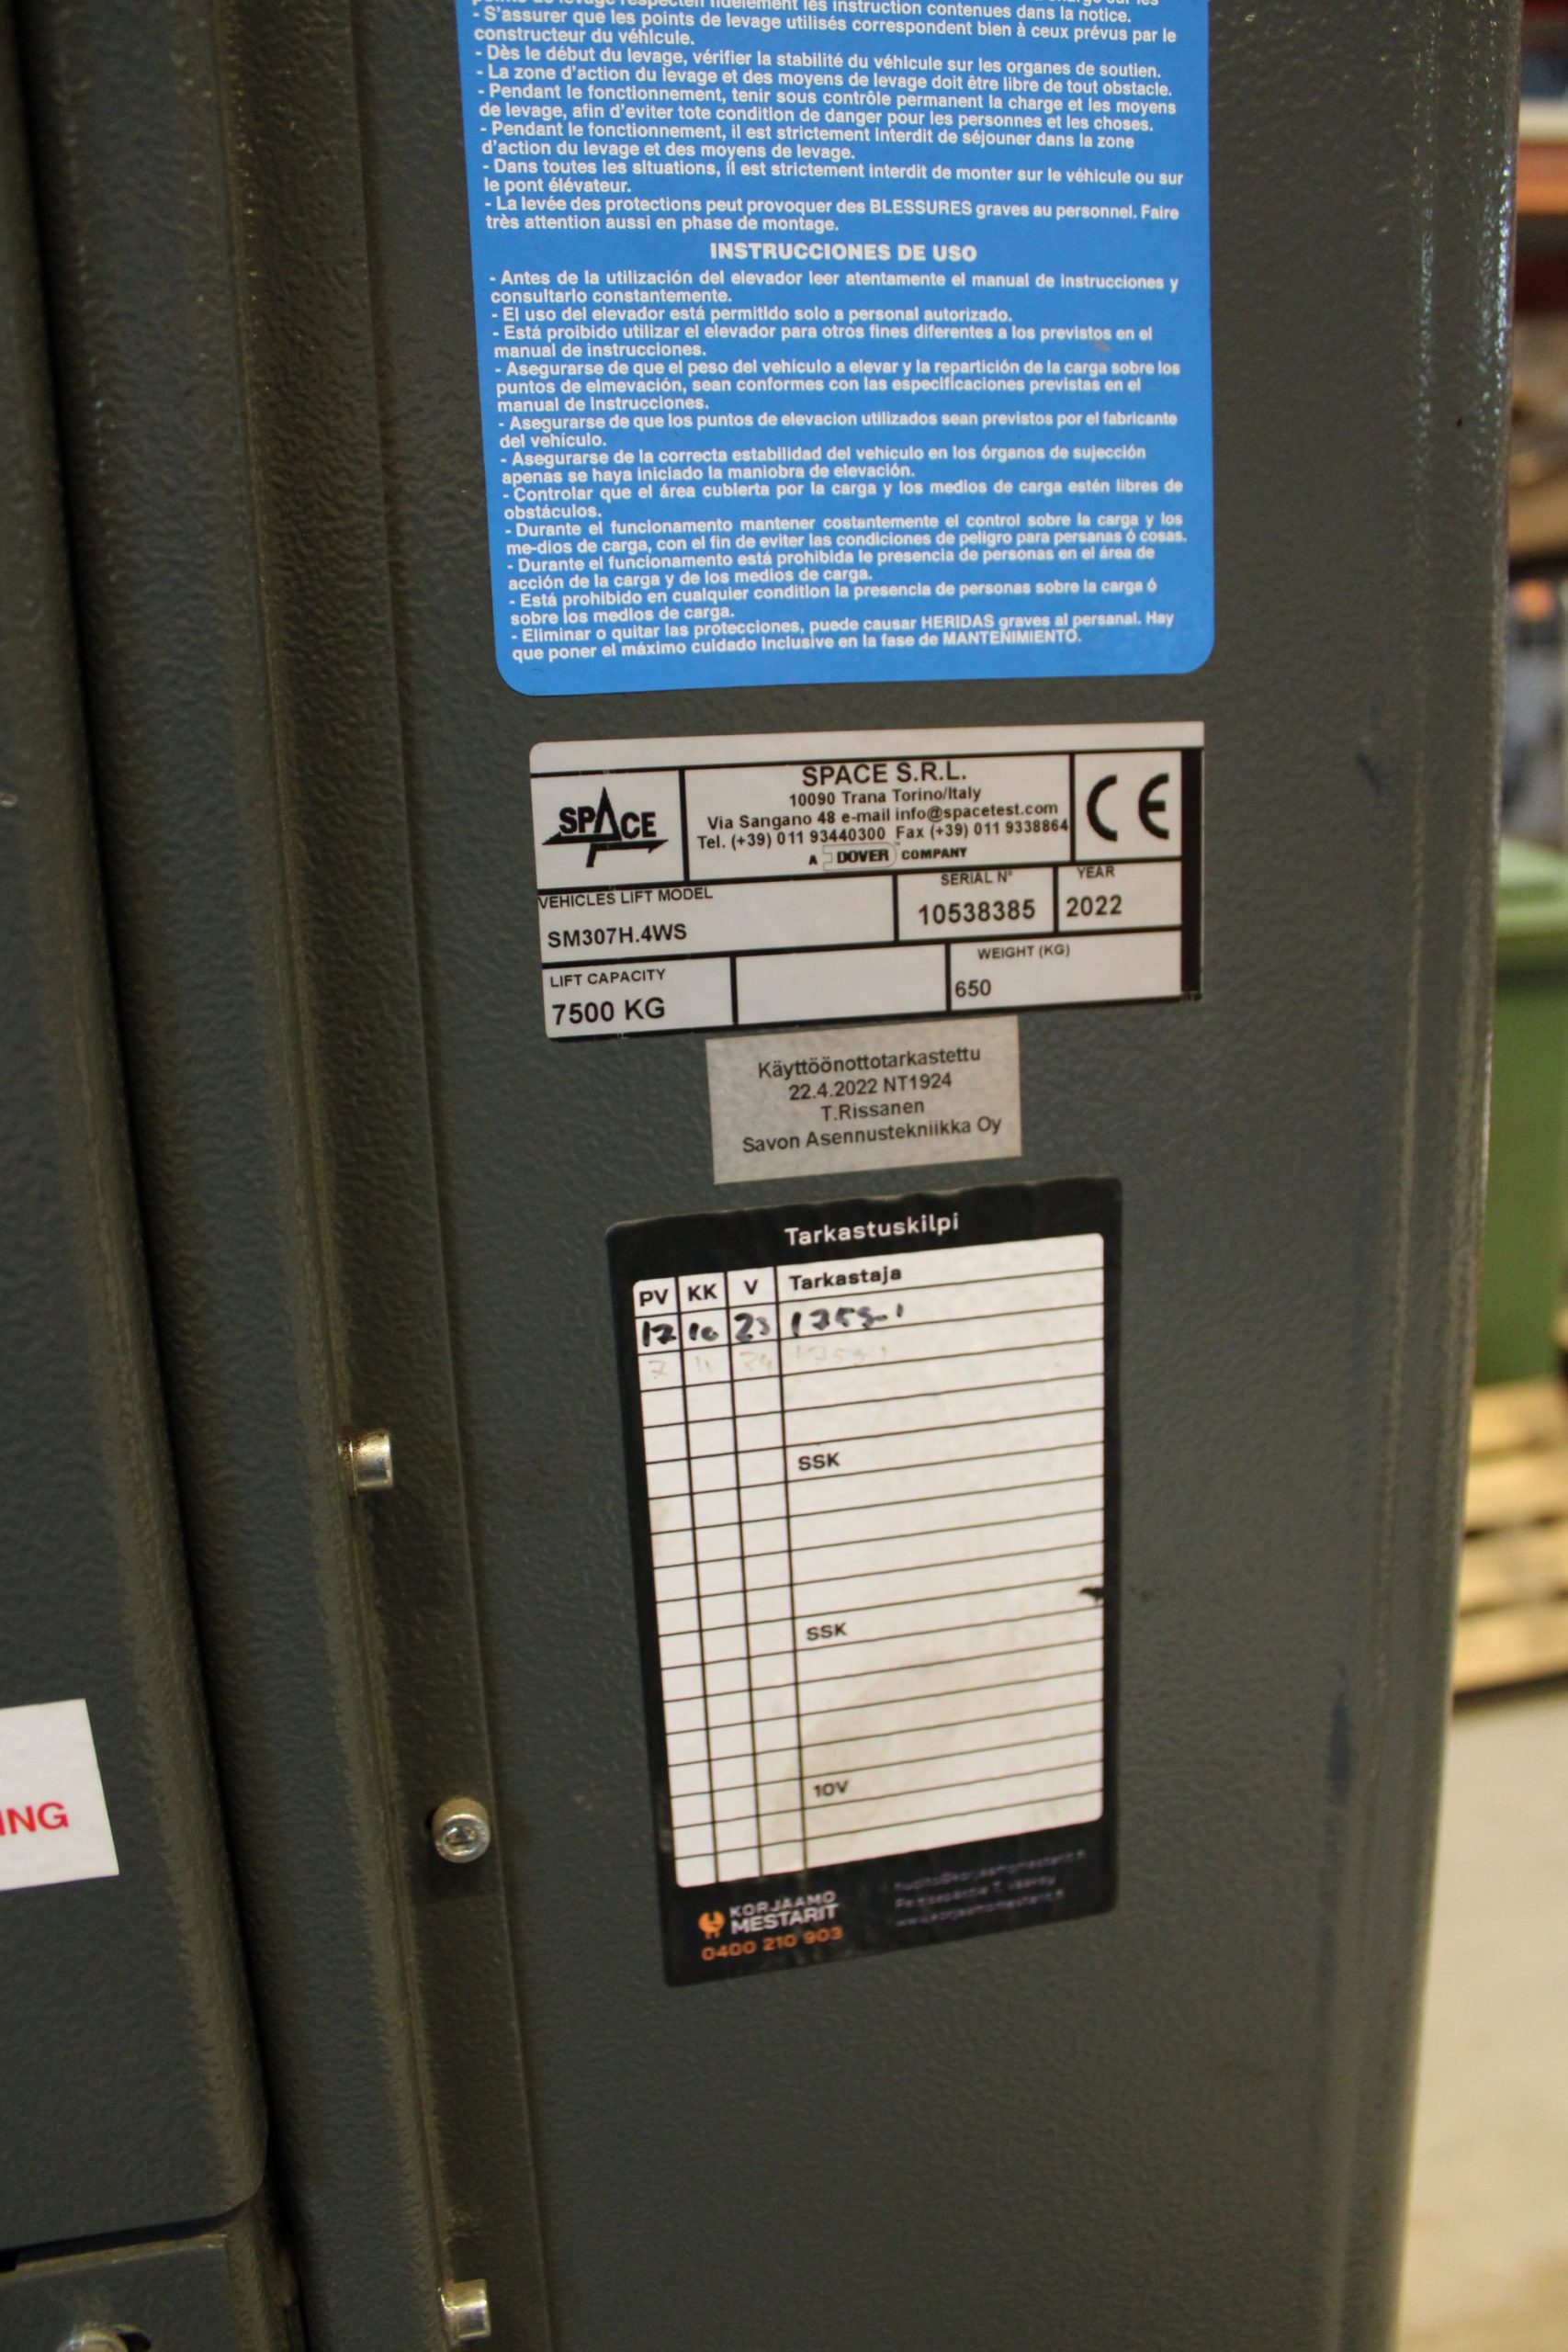 points de levage respecten fidèlement les instruction contenues dans la notice.
- S'assurer que les points de levage utilisés correspondent bien à ceux prévus par le
constructeur du véhicule.
- Dès le début du levage, vérifier la stabilité du véhicule sur les organes de soutien.
- La zone d'action du levage et des moyens de levage doit être libre de tout obstacle.
- Pendant le fonctionnement, tenir sous contrôle permanent la charge et les moyens
de levage, afin d'eviter tote condition de danger pour les personnes et les choses.
- Pendant le fonctionnement, il est strictement interdit de séjouner dans la zone
d'action du levage et des moyens de levage.
- Dans toutes les situations, il est strictement interdit de monter sur le véhicule ou sur
le pont élévateur.
- La levée des protections peut provoquer des BLESSURES graves au personnel. Faire
très attention aussi en phase de montage.
INSTRUCCIONES DE USO
- Antes de la utilización del elevador leer atentamente el manual de instrucciones y
consultarlo constantemente.
- El uso del elevador está permitido solo a personal autorizado.
- Está proibido utilizar el elevador para otros fines diferentes a los previstos en el
manual de instrucciones.
- Asegurarse de que el peso del vehículo a elevar y la repartición de la carga sobre los
puntos de elmevación, sean conformes con las especificaciones previstas en el
manual de instrucciones.
- Asegurarse de que los puntos de elevacion utilizados sean previstos por el fabricante
del vehículo.
- Asegurarse de la correcta estabilidad del vehículo en los órganos de sujección
apenas se haya iniciado la maniobra de elevación.
- Controlar que el área cubierta por la carga y los medios de carga estén libres de
obstáculos.
- Durante el funcionamento mantener costantemente el control sobre la carga y los
me-dios de carga, con el fin de eviter las condiciones de peligro para persanas ó cosas.
- Durante el funcionamento está prohibida le presencia de personas en el área de
acción de la carga y de los medios de carga.
- Está prohibido en cualquier condition la presencia de personas sobre la carga ó
sobre los medios de carga.
- Eliminar o quitar las protecciones, puede causar HERIDAS graves al persanal. Hay
que poner el máximo cuidado inclusive en la fase de MANTENIMIENTO.
SPACE
SPACE S.R.L.
10090 Trana Torino/Italy
Via Sangano 48 e-mail info@spacetest.com
Tel. (+39) 011 93440300 Fax (+39) 011 9338864
A DOVER COMPANY
CE
VEHICLES LIFT MODEL
SM307H.4WS
SERIAL N°
10538385
YEAR
2022
LIFT CAPACITY
7500 KG
WEIGHT (KG)
650
Käyttöönottotarkastettu
22.4.2022 NT1924
T.Rissanen
Savon Asennustekniikka Oy
Tarkastuskilpi
PV KK V Tarkastaja
17 10 23
7 11 24
SSK
SSK
10V
KORJAAMO
MESTARIT
0400 210 903
www.korjaamomestarit.fi
ING